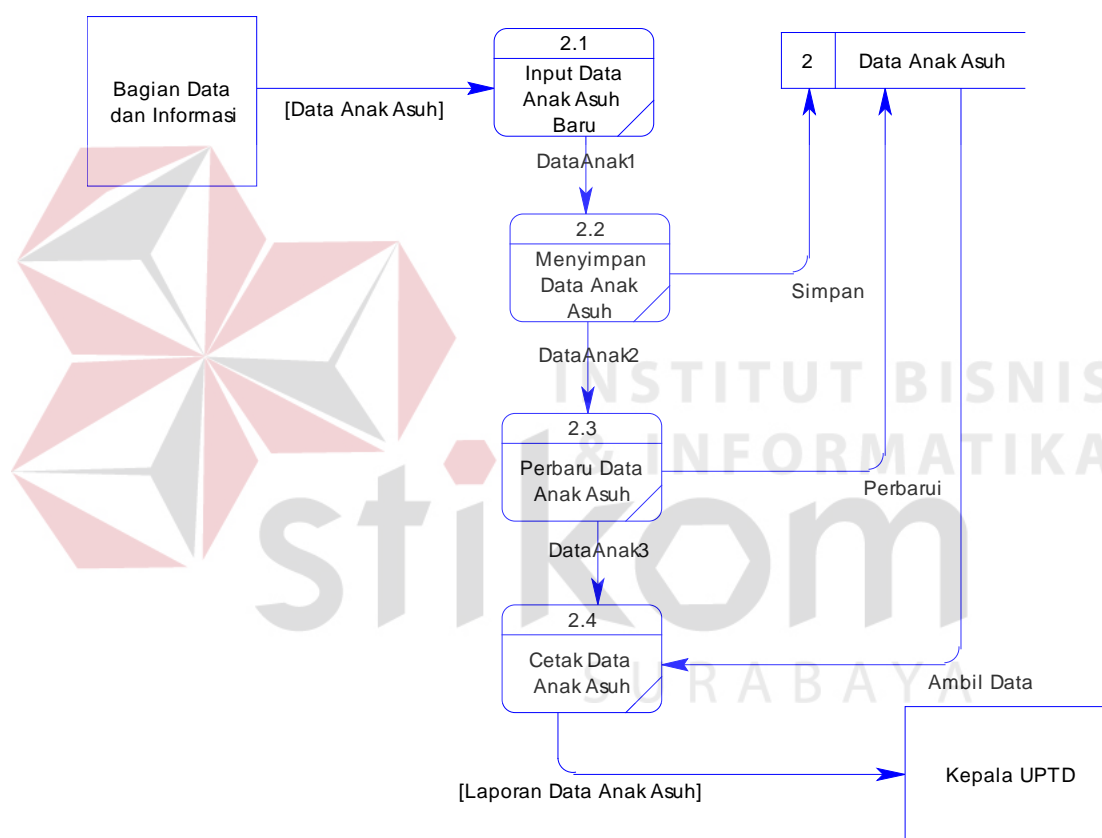 Bagian Data
dan Informasi
[Data Anak Asuh]
2.1
Input Data
Anak Asuh
Baru
2
Data Anak Asuh
DataAnak1
2.2
Menyimpan
Data Anak
Asuh
Simpan
DataAnak2
INSTITUT BISNIS
& INFORMATIKA
2.3
Perbaru Data
Anak Asuh
Perbarui
stikom
DataAnak3
2.4
Cetak Data
Anak Asuh
SURABAYA
Ambil Data
[Laporan Data Anak Asuh]
Kepala UPTD